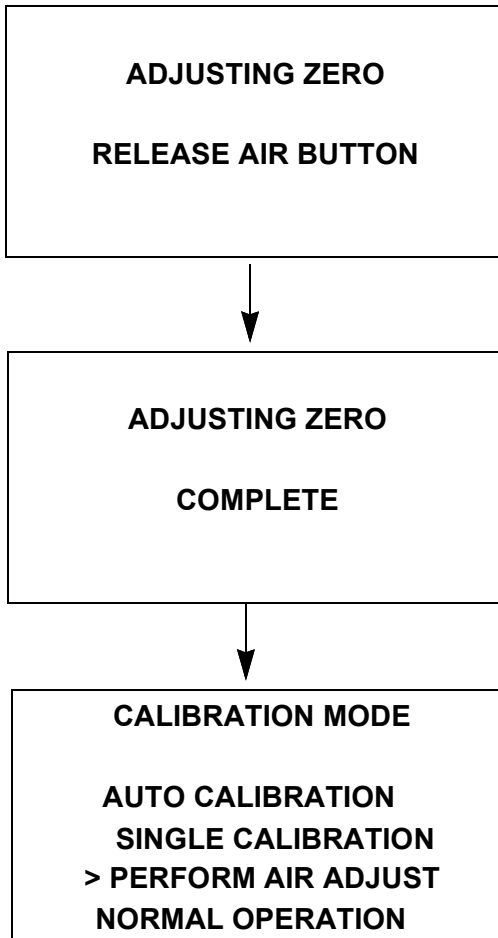 ADJUSTING ZERO
RELEASE AIR BUTTON
ADJUSTING ZERO
COMPLETE
CALIBRATION MODE
AUTO CALIBRATION
SINGLE CALIBRATION
> PERFORM AIR ADJUST
NORMAL OPERATION